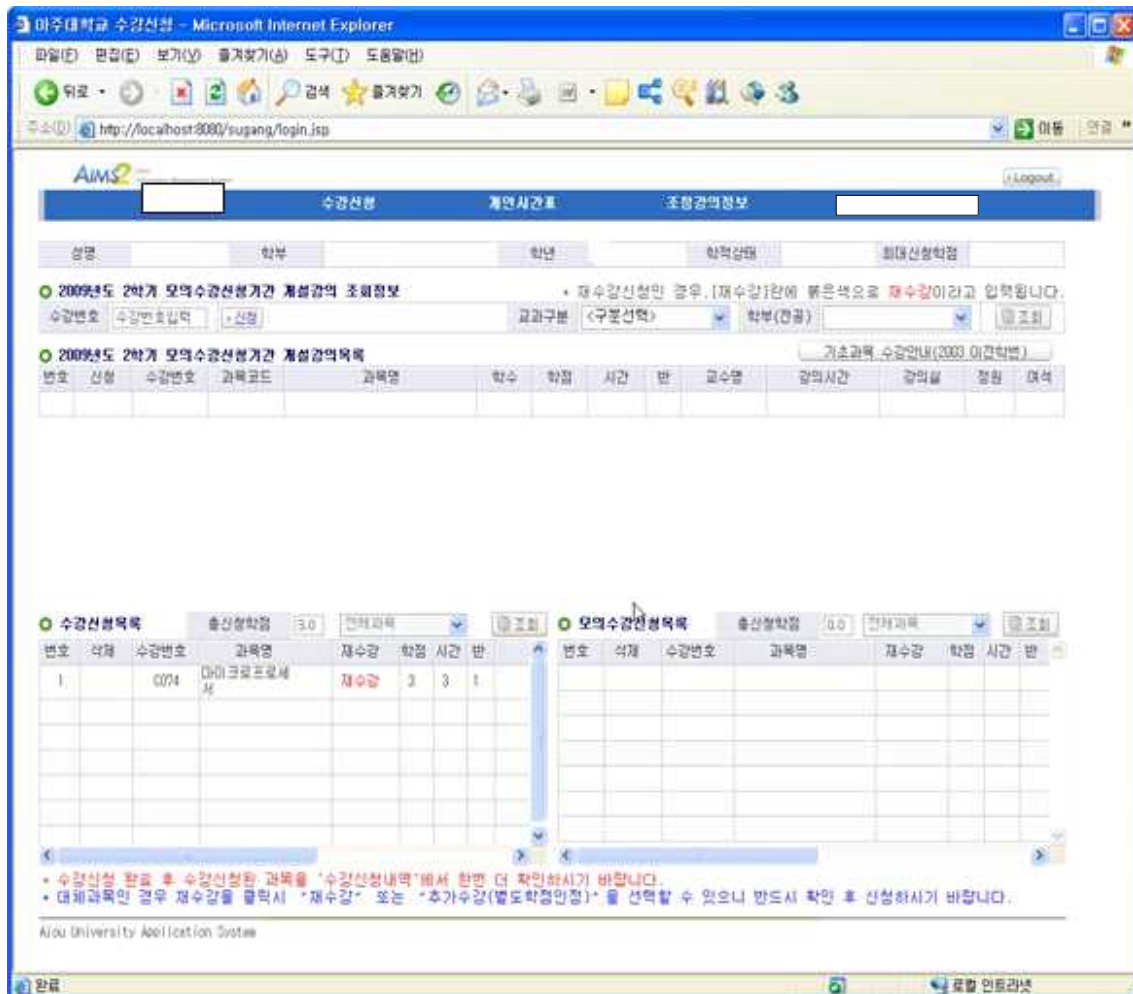 아주대학교 수강신청 - Microsoft Internet Explorer
파일(F) 편집(E) 보기(V) 즐겨찾기(A) 도구(T) 도움말(H)
뒤로 검색 즐겨찾기
주소(D) http://localhost:8080/sugang/login.jsp 이동 연결 »
AIMS2 Logout
수강신청 개인시간표 조정강의정보
성명 학부 학년 학적상태 최대신청학점
2009년도 2학기 모의수강신청기간 개설강의 조회정보 • 재수강신청인 경우,[재수강]란에 붉은색으로 재수강이라고 입력됩니다.
수강번호 수강번호입력 신청 교과구분 <구분선택> 학부(전공) 조회
2009년도 2학기 모의수강신청기간 개설강의목록 기초과목 수강안내(2003 이전학번)
번호 신청 수강번호 과목코드 과목명 학수 학점 시간 반 교수명 강의시간 강의실 정원 여석
수강신청목록 총신청학점 3.0 전체과목 조회 모의수강신청목록 총신청학점 0.0 전체과목 조회
번호 삭제 수강번호 과목명 재수강 학점 시간 반 번호 삭제 수강번호 과목명 재수강 학점 시간 반
1 C074 마이크로프로세서 재수강 3 3 1
• 수강신청 완료 후 수강신청된 과목을 '수강신청내역'에서 한번 더 확인하시기 바랍니다.
• 대체과목인 경우 재수강을 클릭시 "재수강" 또는 "추가수강(별도학점인정)" 을 선택할 수 있으니 반드시 확인 후 신청하시기 바랍니다.
Ajou University Application System
완료 로컬 인트라넷